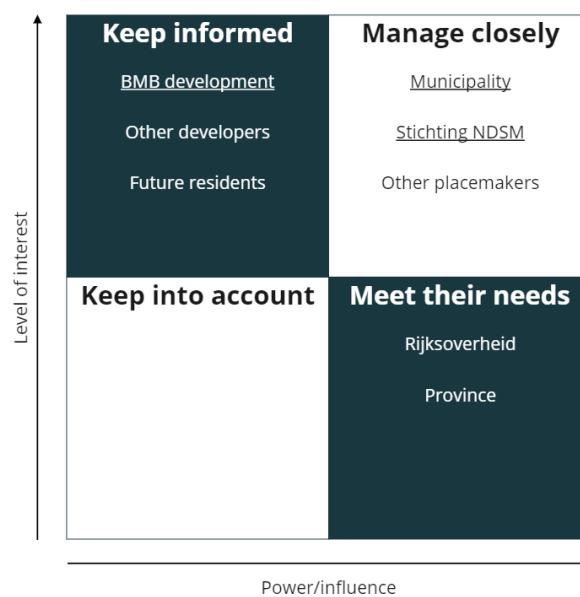 Keep informed
BMB development
Other developers
Future residents
Manage closely
Municipality
Stichting NDSM
Other placemakers
Level of interest
Keep into account
Meet their needs
Rijksoverheid
Province
Power/influence